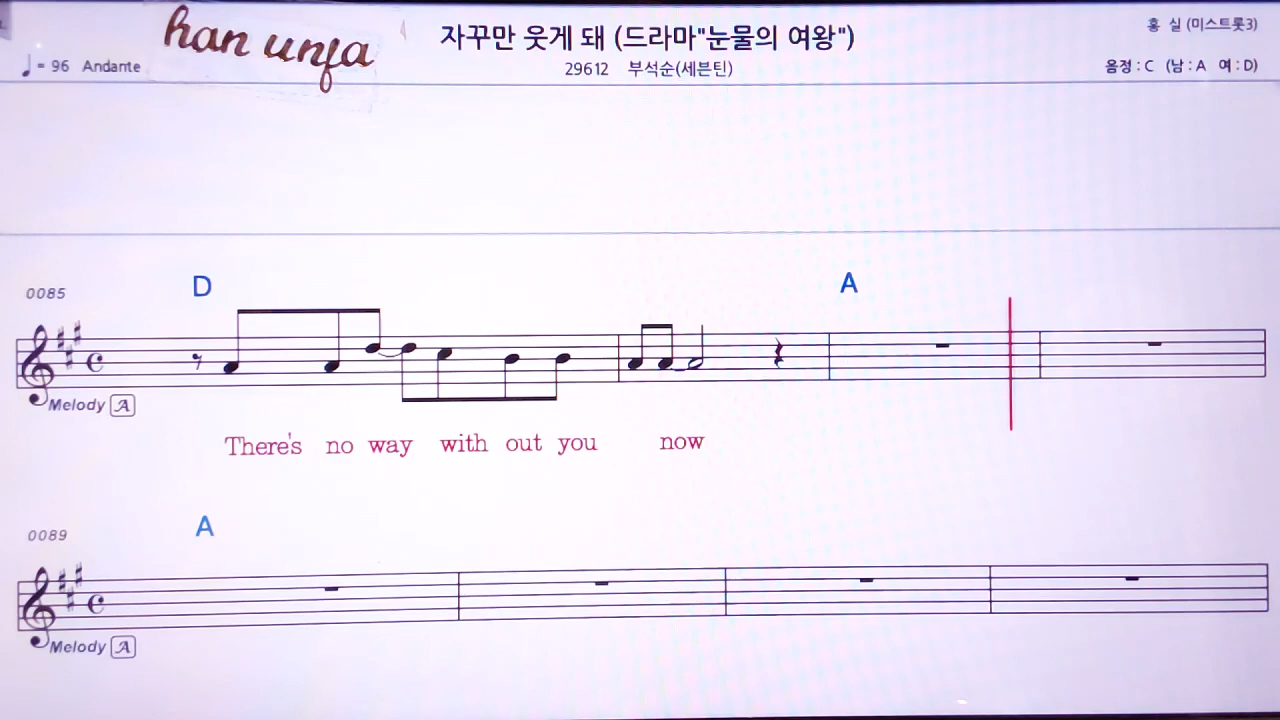 han unfa
자꾸만 웃게 돼 (드라마"눈물의 여왕")
홍 실 (미스트롯3)
♩ = 96 Andante
29612 부석순(세븐틴)
음정 : C (남 : A 여 : D)
0085
D A
Melody A
There's no way with out you now
0089
A
Melody A